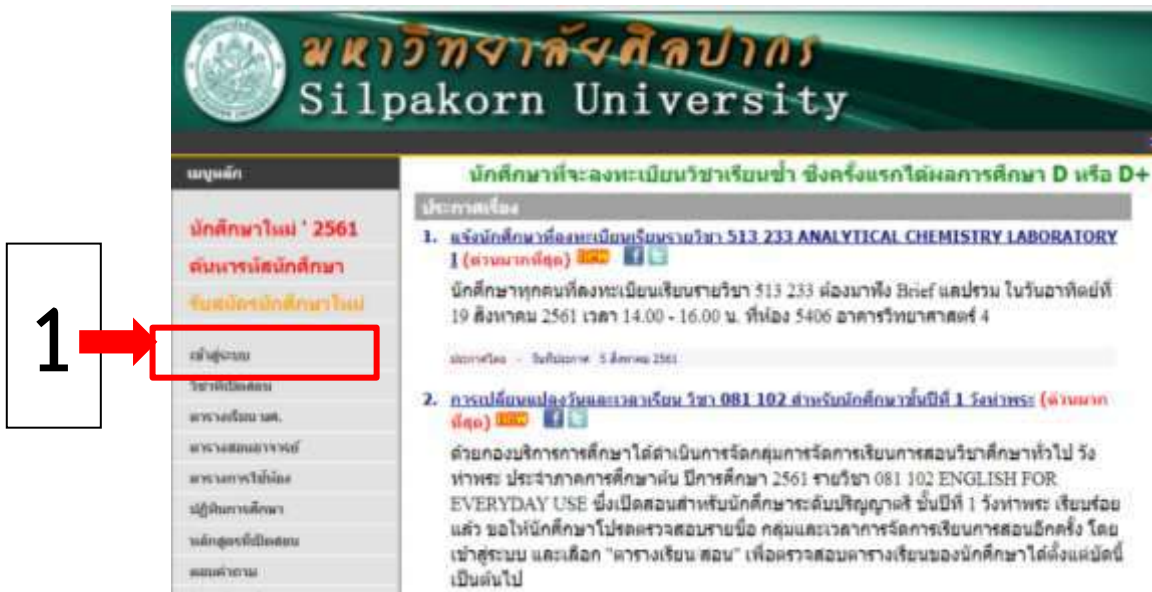 มหาวิทยาลัยศิลปากร
Silpakorn University
เมนูหลัก
นักศึกษาที่จะลงทะเบียนวิชาเรียนซ้ำ ซึ่งครั้งแรกได้ผลการศึกษา D หรือ D+
ประกาศเรื่อง
นักศึกษาใหม่ ' 2561
ค้นหารหัสนักศึกษา
รับสมัครนักศึกษาใหม่
1
เข้าสู่ระบบ
วิชาที่เปิดสอน
ตารางเรียน นศ.
ตารางสอนอาจารย์
ตารางการใช้ห้อง
ปฏิทินการศึกษา
หลักสูตรที่เปิดสอน
ตอบคำถาม
1. แจ้งนักศึกษาที่ลงทะเบียนเรียนรายวิชา 513 233 ANALYTICAL CHEMISTRY LABORATORY
I (ด่วนมากที่สุด) NEW
นักศึกษาทุกคนที่ลงทะเบียนเรียนรายวิชา 513 233 ต้องมาฟัง Brief แลปรวม ในวันอาทิตย์ที่
19 สิงหาคม 2561 เวลา 14.00 - 16.00 น. ที่ห้อง 5406 อาคารวิทยาศาสตร์ 4
ประกาศโดย - วันที่ประกาศ 5 สิงหาคม 2561
2. การเปลี่ยนแปลงวันและเวลาเรียน วิชา 081 102 สำหรับนักศึกษาชั้นปีที่ 1 วังท่าพระ (ด่วนมาก
ที่สุด) NEW
ด้วยกองบริการการศึกษาได้ดำเนินการจัดกลุ่มการจัดการเรียนการสอนวิชาศึกษาทั่วไป วัง
ท่าพระ ประจำภาคการศึกษาต้น ปีการศึกษา 2561 รายวิชา 081 102 ENGLISH FOR
EVERYDAY USE ซึ่งเปิดสอนสำหรับนักศึกษาระดับปริญญาตรี ชั้นปีที่ 1 วังท่าพระ เรียบร้อย
แล้ว ขอให้นักศึกษาโปรดตรวจสอบรายชื่อ กลุ่มและเวลาการจัดการเรียนการสอนอีกครั้ง โดย
เข้าสู่ระบบ และเลือก "ตารางเรียน สอน" เพื่อตรวจสอบตารางเรียนของนักศึกษาได้ตั้งแต่บัดนี้
เป็นต้นไป